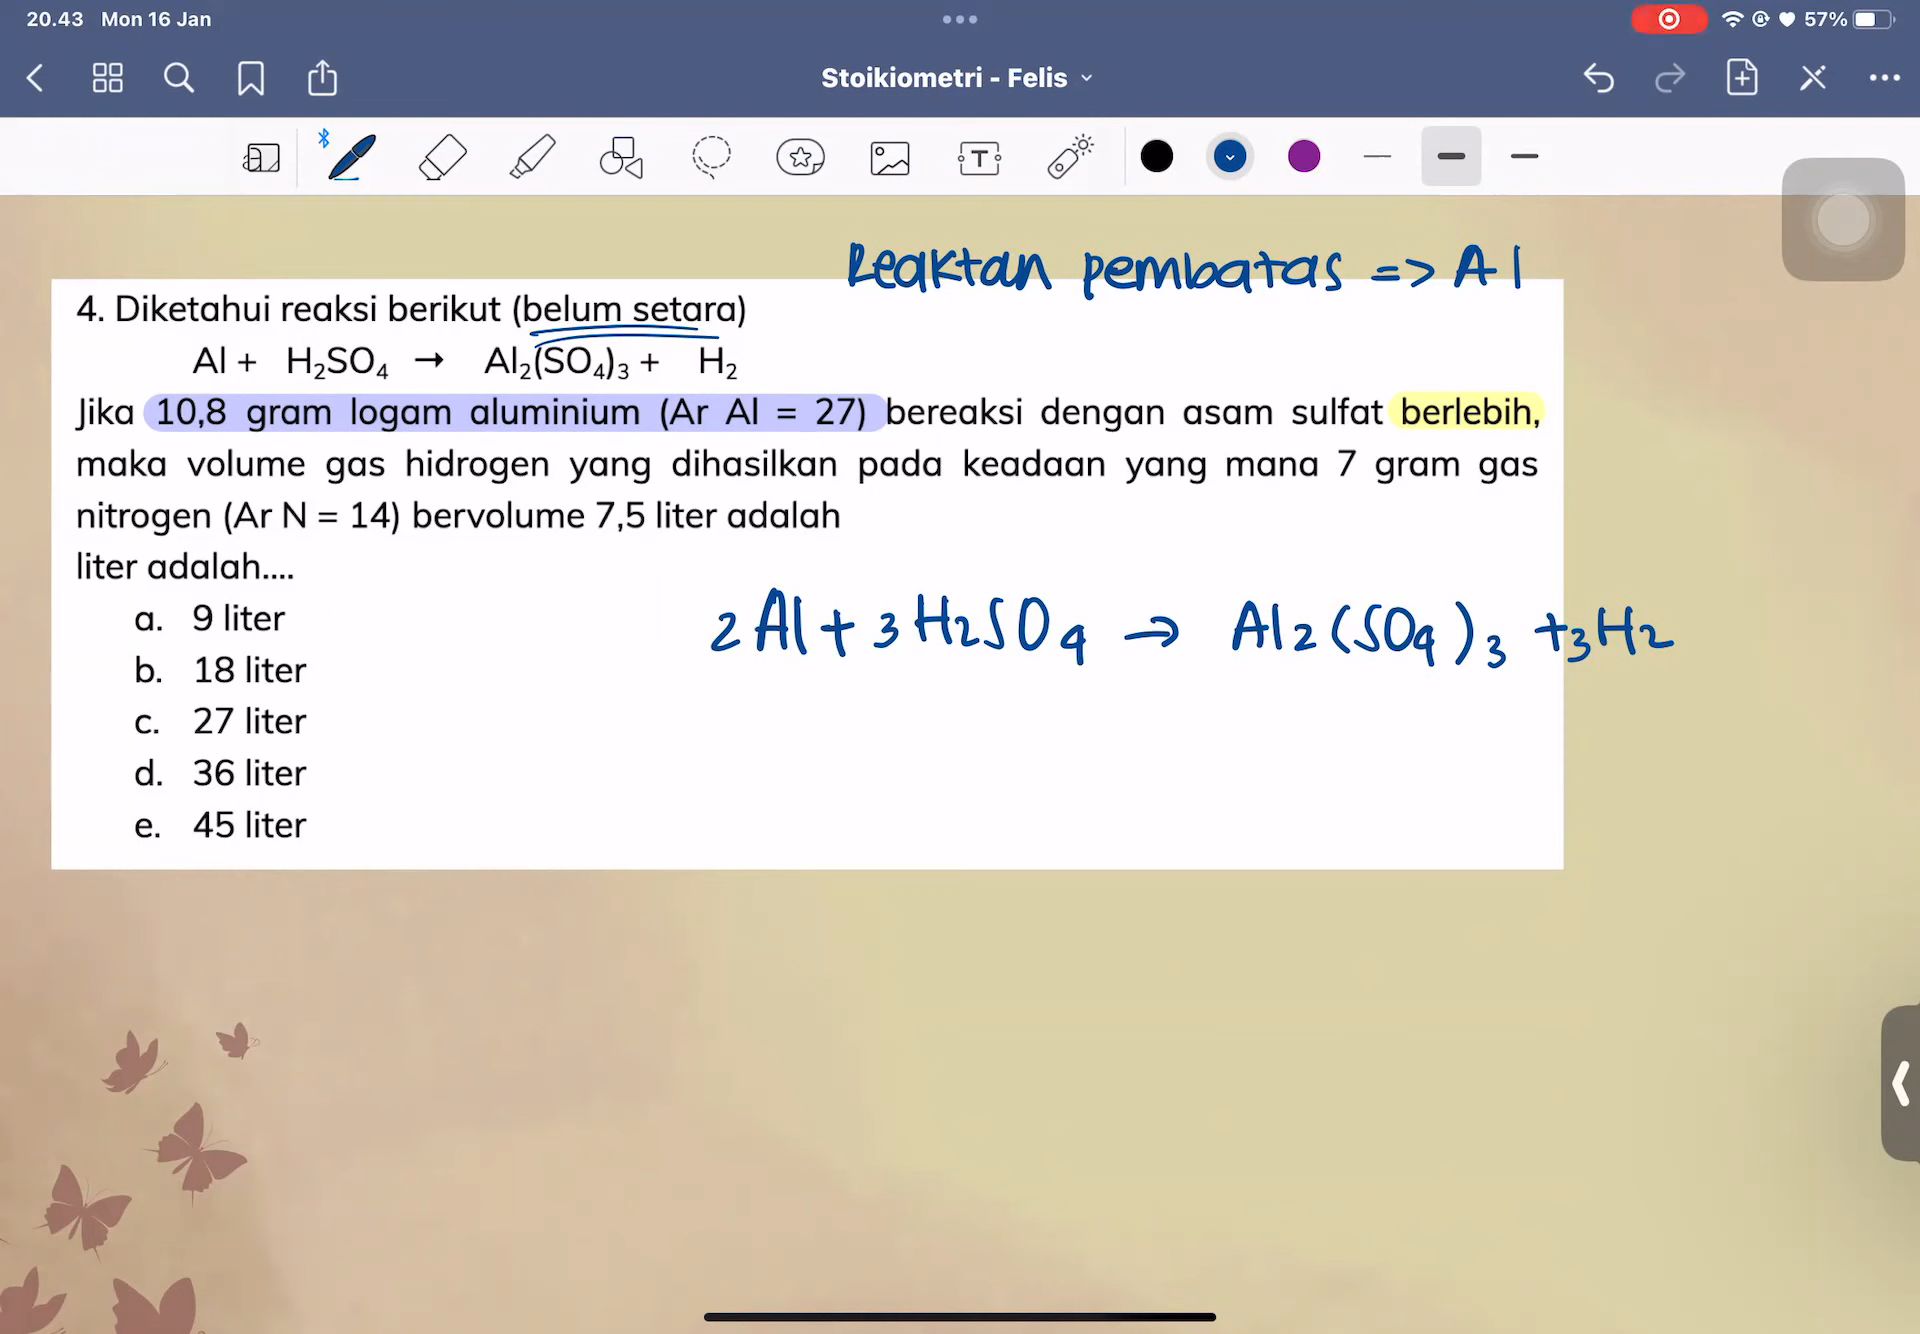 20.43 Mon 16 Jan
57%
Stoikiometri - Felis
Reaktan pembatas => Al
4. Diketahui reaksi berikut (belum setara)
Al + H₂SO₄ → Al₂(SO₄)₃ + H₂
Jika 10,8 gram logam aluminium (Ar Al = 27) bereaksi dengan asam sulfat berlebih,
maka volume gas hidrogen yang dihasilkan pada keadaan yang mana 7 gram gas
nitrogen (Ar N = 14) bervolume 7,5 liter adalah
liter adalah....
a. 9 liter
b. 18 liter
c. 27 liter
d. 36 liter
e. 45 liter
2Al + 3H₂SO₄ → Al₂(SO₄)₃ + 3H₂